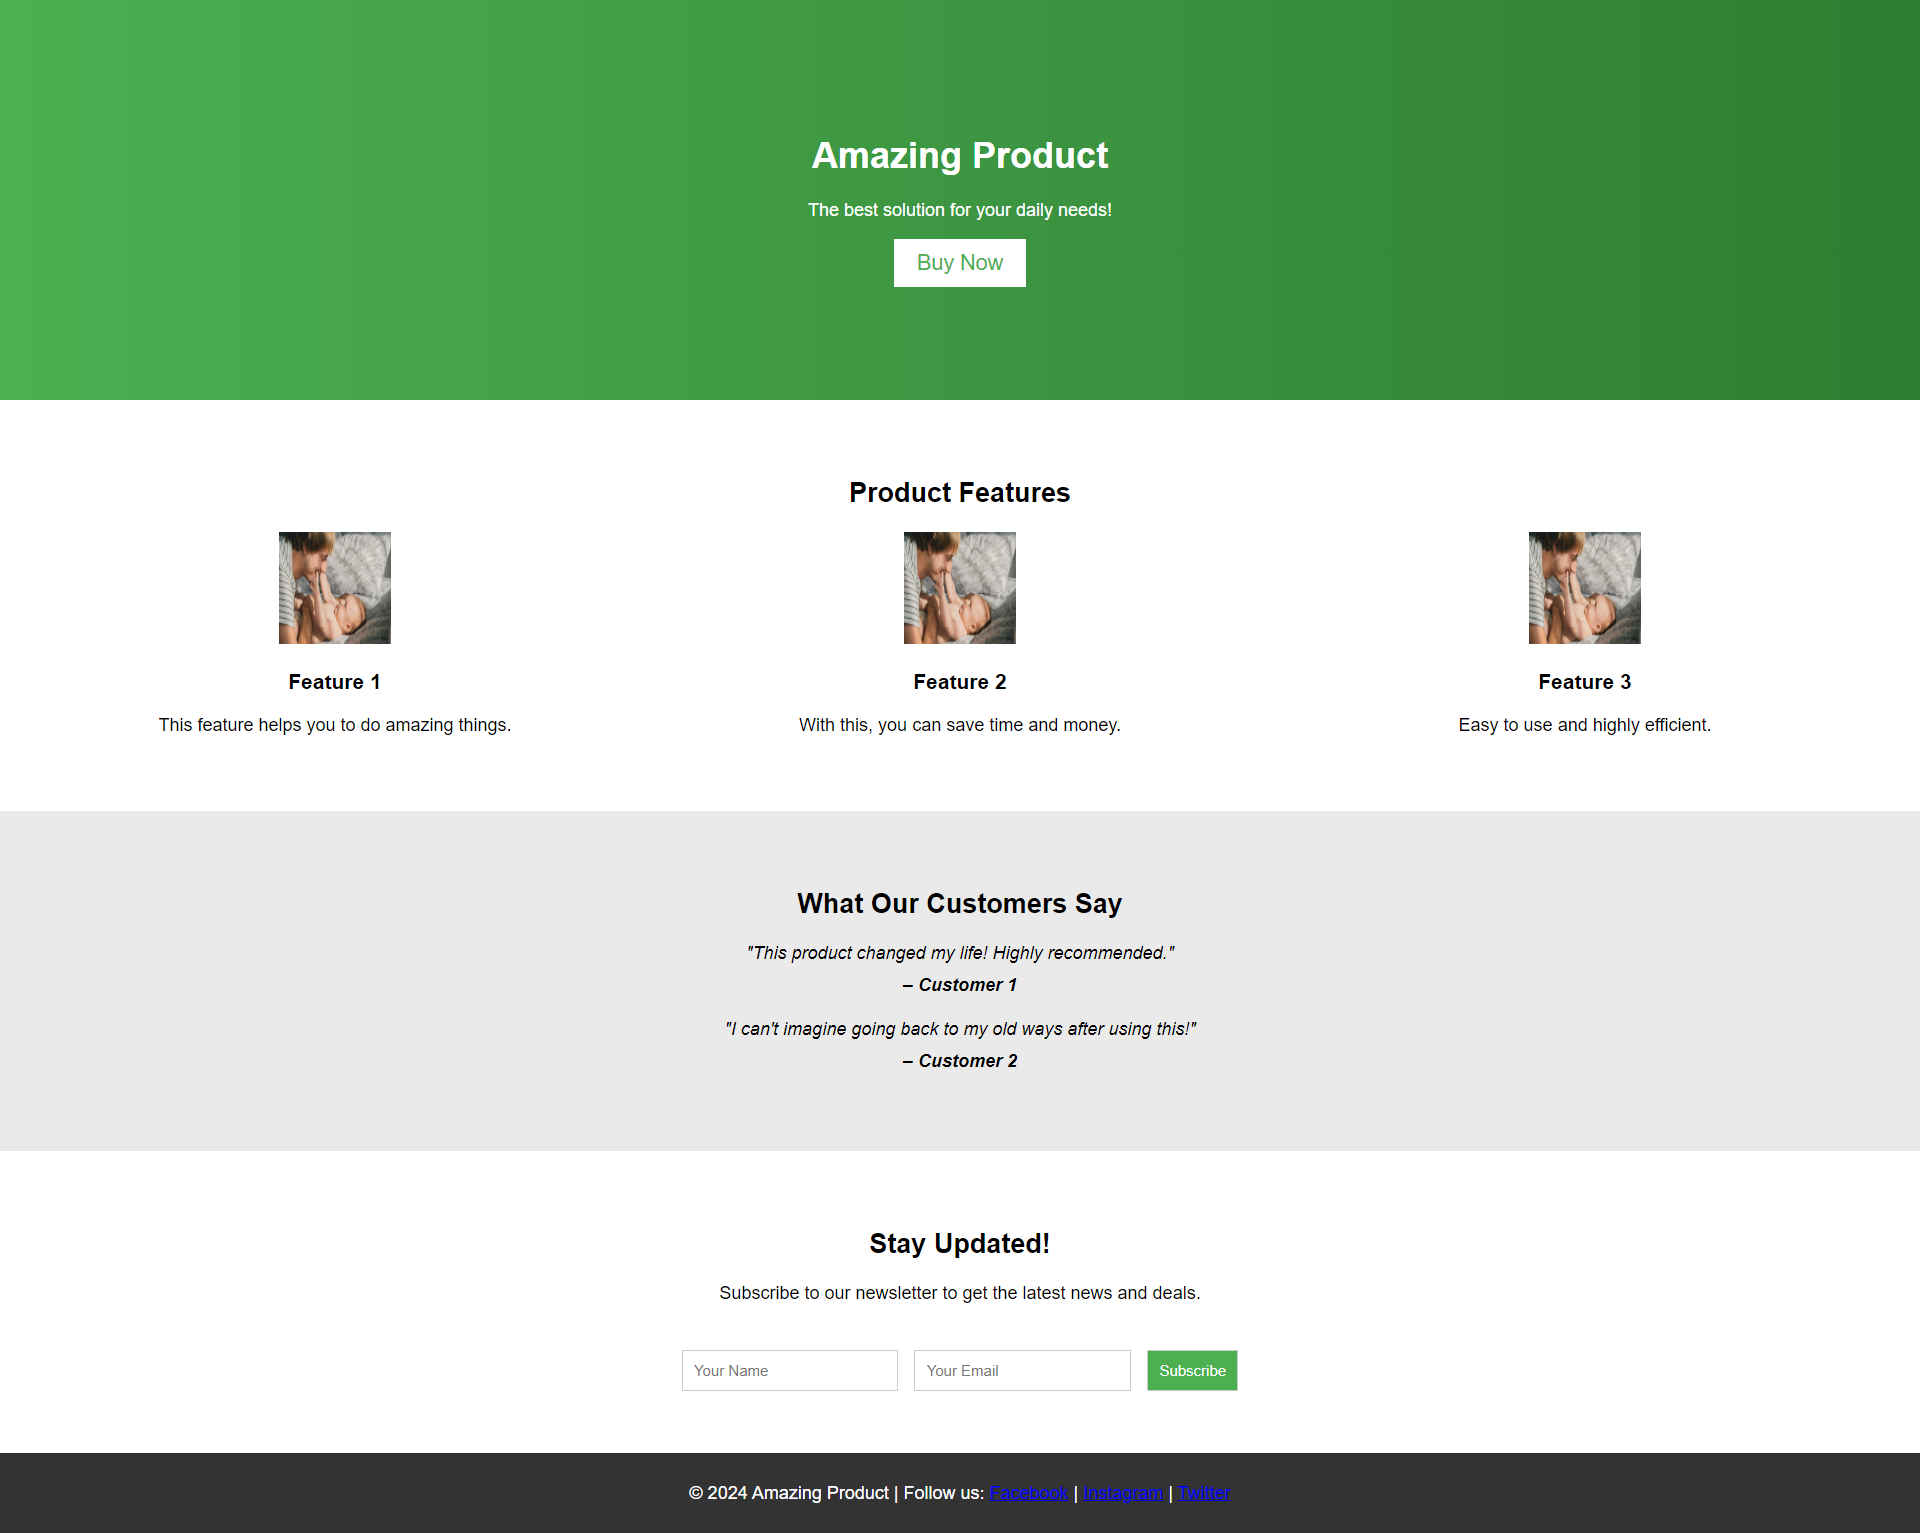 Amazing Product
The best solution for your daily needs!
Buy Now
Product Features
Feature 1
This feature helps you to do amazing things.
Feature 2
With this, you can save time and money.
Feature 3
Easy to use and highly efficient.
What Our Customers Say
"This product changed my life! Highly recommended."
– Customer 1
"I can't imagine going back to my old ways after using this!"
– Customer 2
Stay Updated!
Subscribe to our newsletter to get the latest news and deals.
Your Name
Your Email
Subscribe
© 2024 Amazing Product | Follow us: Facebook | Instagram | Twitter